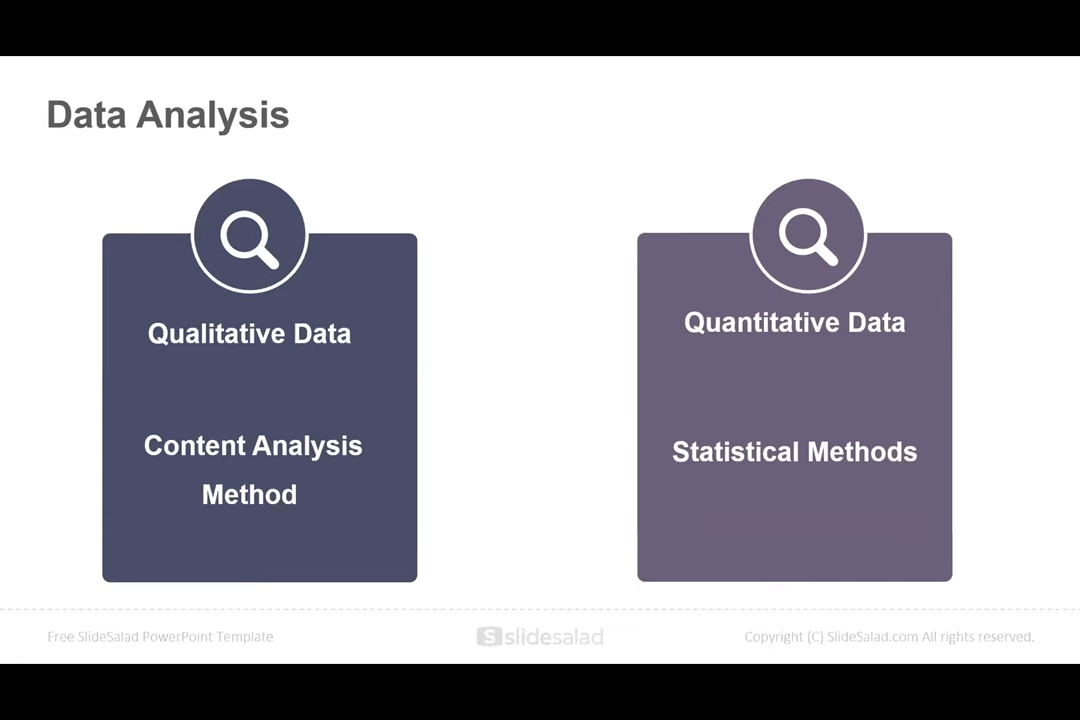 Data Analysis
Qualitative Data
Content Analysis
Method
Quantitative Data
Statistical Methods
Free SlideSalad PowerPoint Template
S slidesalad
Copyright (C) SlideSalad.com All rights reserved.